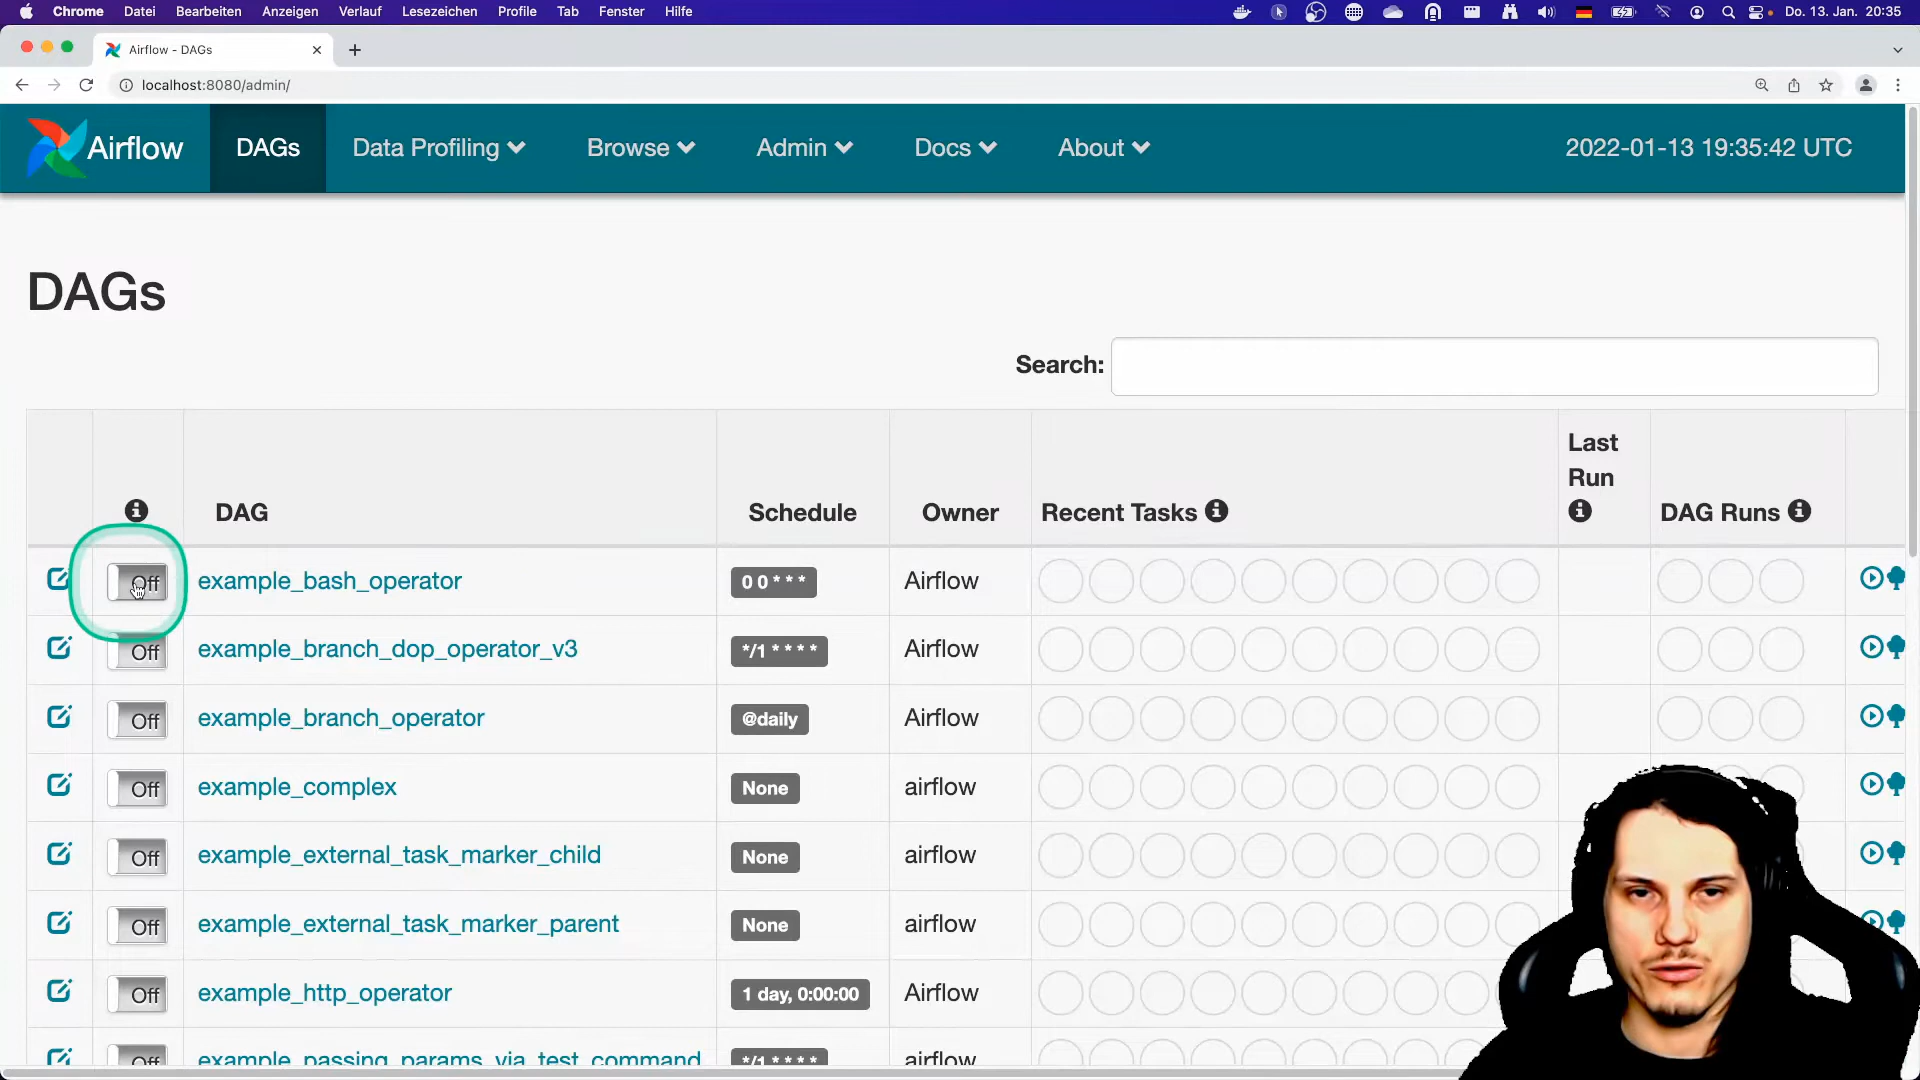 Chrome Datei Bearbeiten Anzeigen Verlauf Lesezeichen Profile Tab Fenster Hilfe Do. 13. Jan. 20:35
Airflow - DAGs
localhost:8080/admin/
Airflow DAGs Data Profiling Browse Admin Docs About 2022-01-13 19:35:42 UTC
DAGs
Search:
DAG Schedule Owner Recent Tasks Last Run DAG Runs
Off example_bash_operator 0 0 * * * Airflow
Off example_branch_dop_operator_v3 */1 * * * * Airflow
Off example_branch_operator @daily Airflow
Off example_complex None airflow
Off example_external_task_marker_child None airflow
Off example_external_task_marker_parent None airflow
Off example_http_operator 1 day, 0:00:00 Airflow
Off example_passing_params_via_test_command */1 * * * * airflow